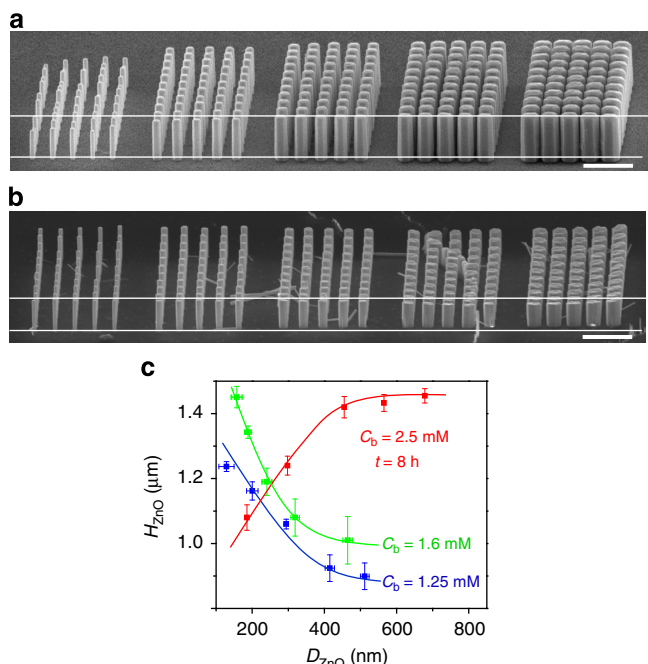 a
b
c
1.4
1.2
1.0
H_ZnO (μm)
C_b = 2.5 mM
t = 8 h
C_b = 1.6 mM
C_b = 1.25 mM
200 400 600 800
D_ZnO (nm)